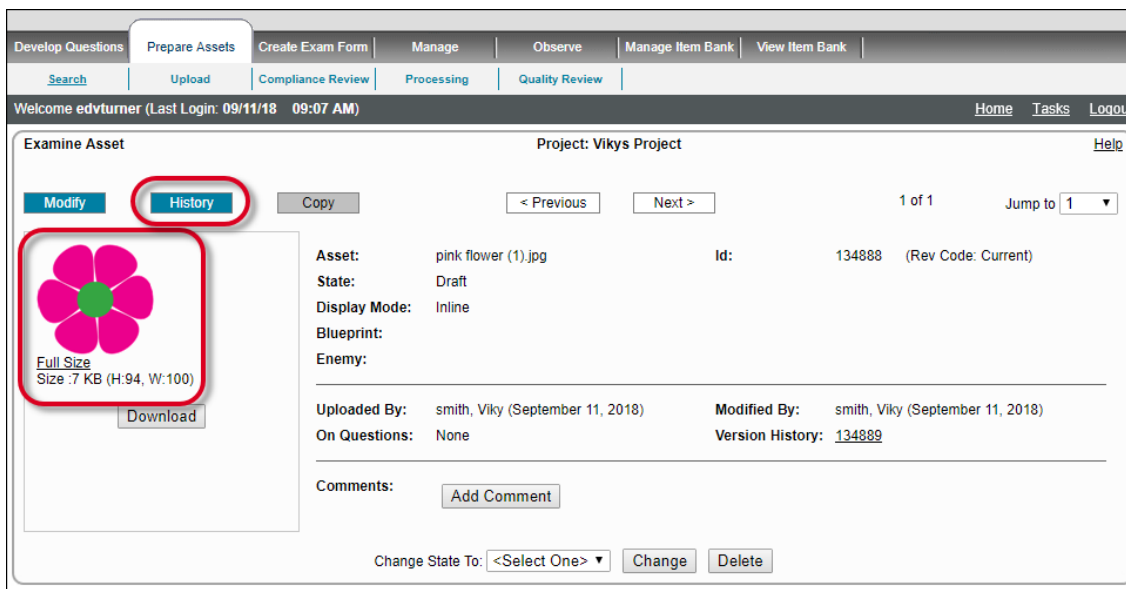 Develop Questions Prepare Assets Create Exam Form Manage Observe Manage Item Bank View Item Bank
Search Upload Compliance Review Processing Quality Review
Welcome edvturner (Last Login: 09/11/18 09:07 AM) Home Tasks Logou
Examine Asset Project: Vikys Project Help
Modify History Copy < Previous Next > 1 of 1 Jump to 1
Asset: pink flower (1).jpg Id: 134888 (Rev Code: Current)
State: Draft
Display Mode: Inline
Blueprint:
Enemy:
Full Size
Size :7 KB (H:94, W:100)
Download
Uploaded By: smith, Viky (September 11, 2018) Modified By: smith, Viky (September 11, 2018)
On Questions: None Version History: 134889
Comments: Add Comment
Change State To: <Select One> Change Delete